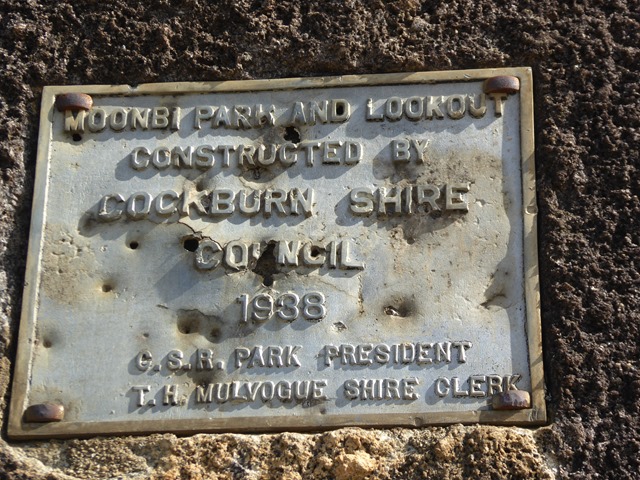 MOONBI PARK AND LOOKOUT
CONSTRUCTED BY
COCKBURN SHIRE
COUNCIL
1938
G.S.R. PARK PRESIDENT
T.H. MULVOGUE SHIRE CLERK